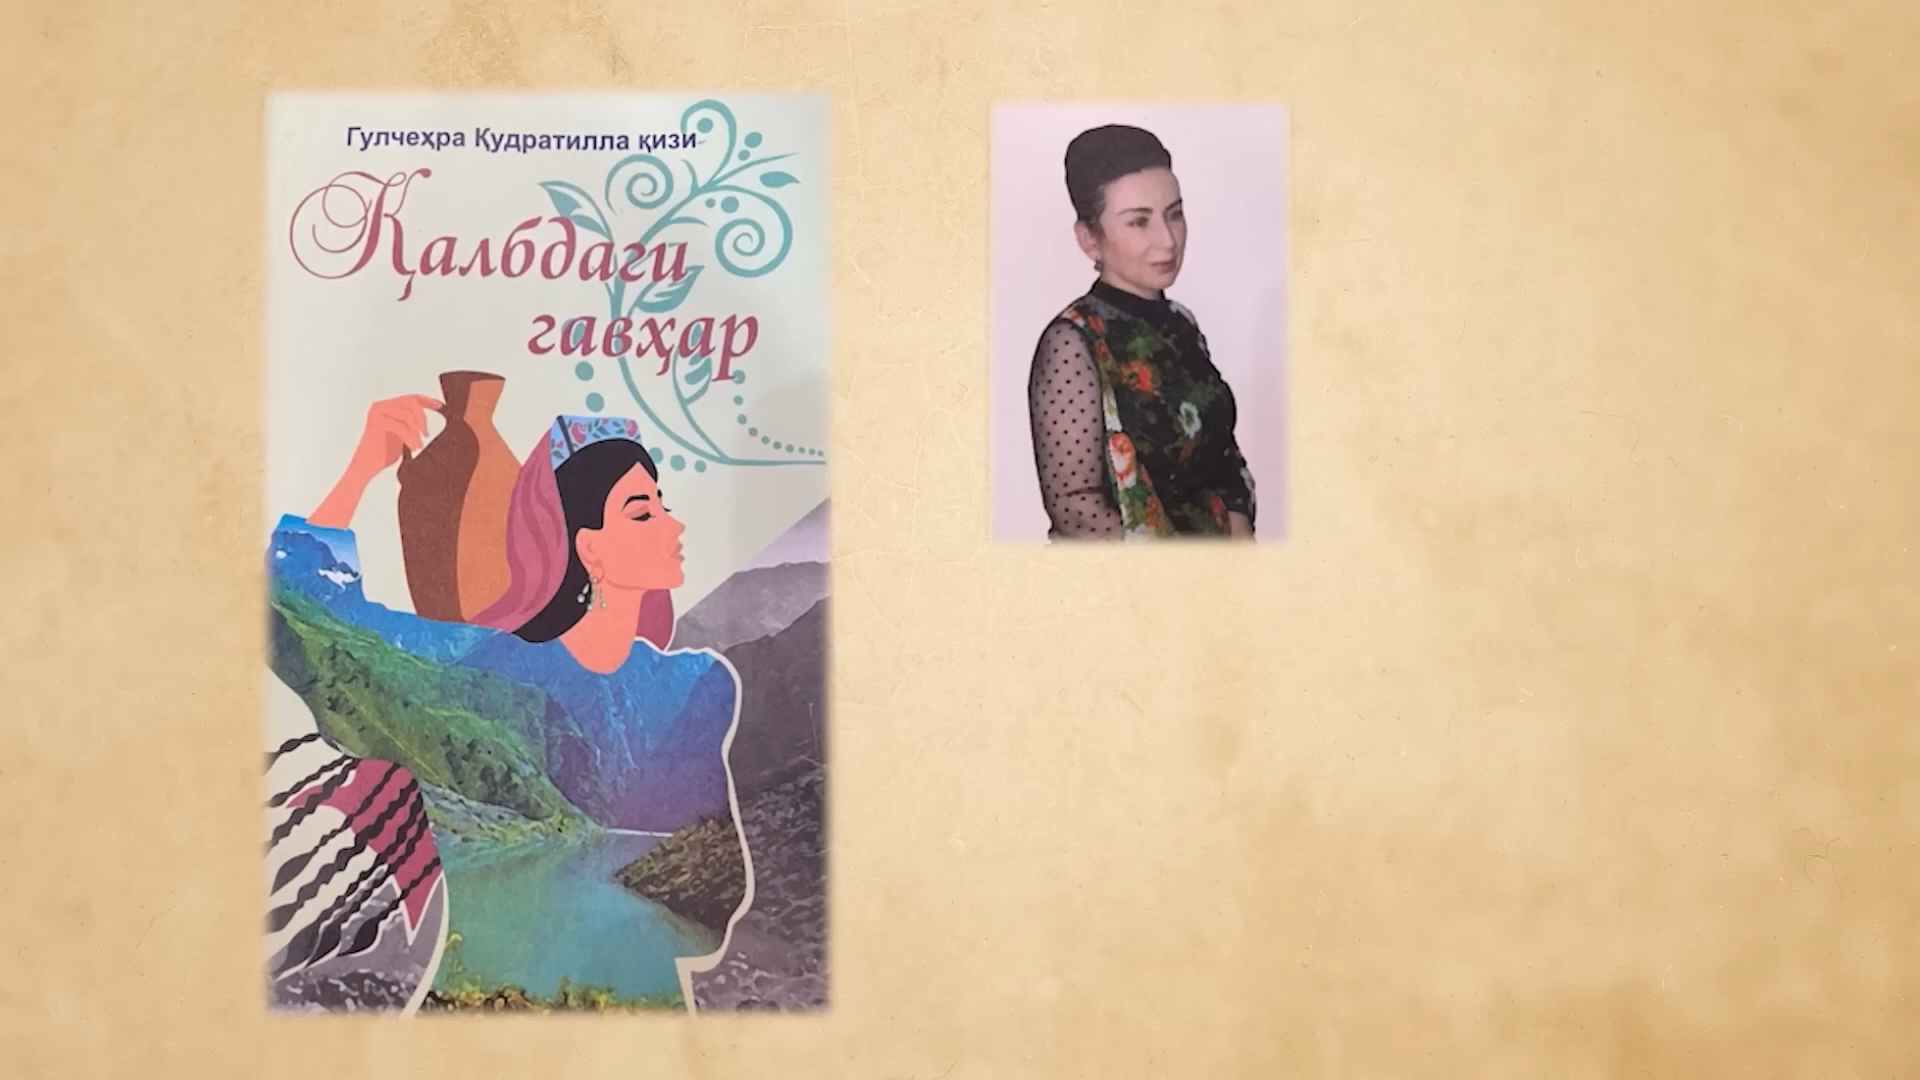 Гулчеҳра Қудратилла қизи
Қалбдаги
гавҳар